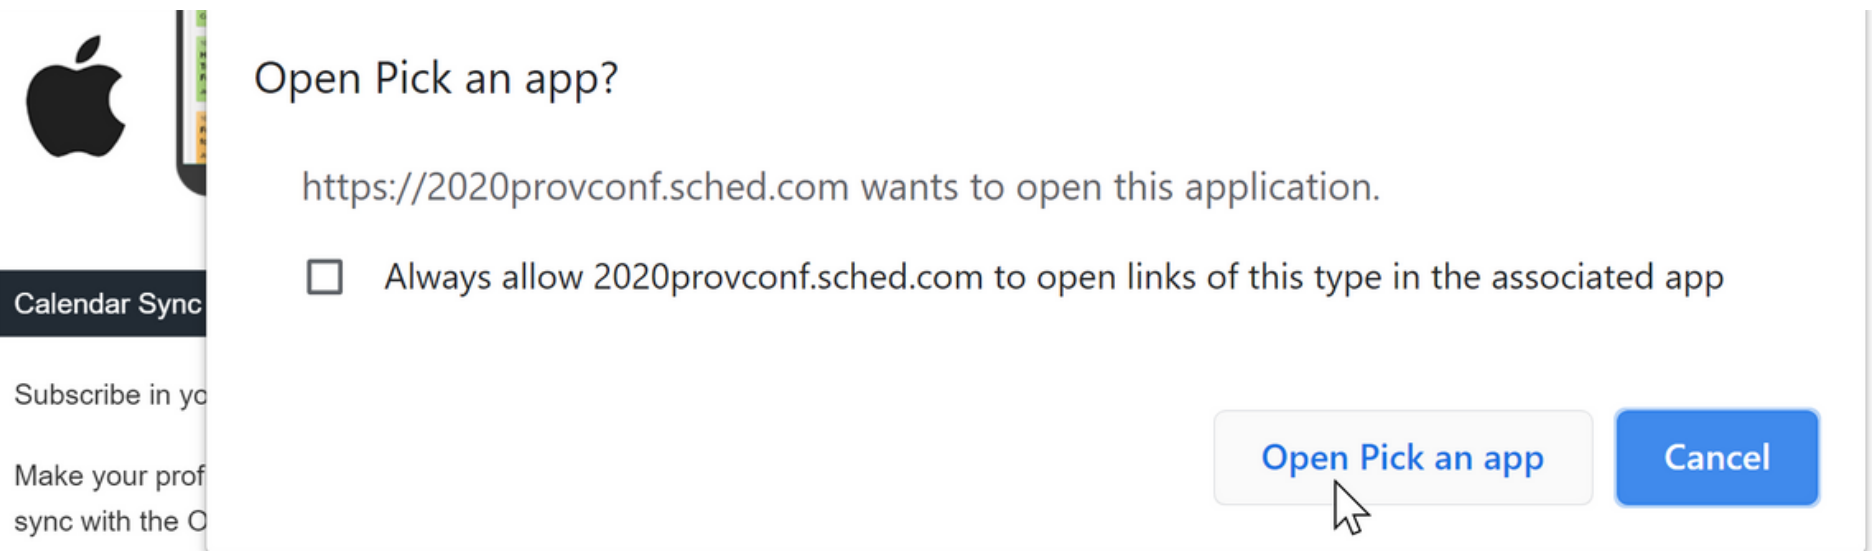 Open Pick an app?
https://2020provconf.sched.com wants to open this application.
Always allow 2020provconf.sched.com to open links of this type in the associated app
Calendar Sync
Subscribe in yo
Open Pick an app
Cancel
Make your prof
sync with the O